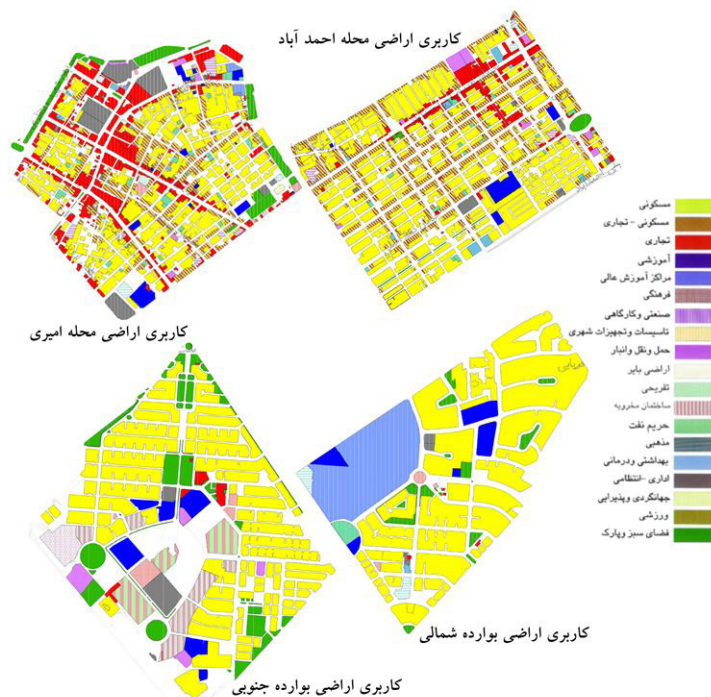 کاربری اراضی محله احمد آباد
کاربری اراضی محله امیری
کاربری اراضی بوارده شمالی
کاربری اراضی بوارده جنوبی
مسکونی
مسکونی - تجاری
تجاری
آموزشی
مراکز آموزش عالی
فرهنگی
صنعتی وکارگاهی
تاسیسات وتجهیزات شهری
حمل ونقل وانبار
اراضی بایر
تفریحی
ساختمان مخروبه
حریم نفت
مذهبی
بهداشتی ودرمانی
اداری -انتظامی
جهانگردی وپذیرایی
ورزشی
فضای سبز وپارک